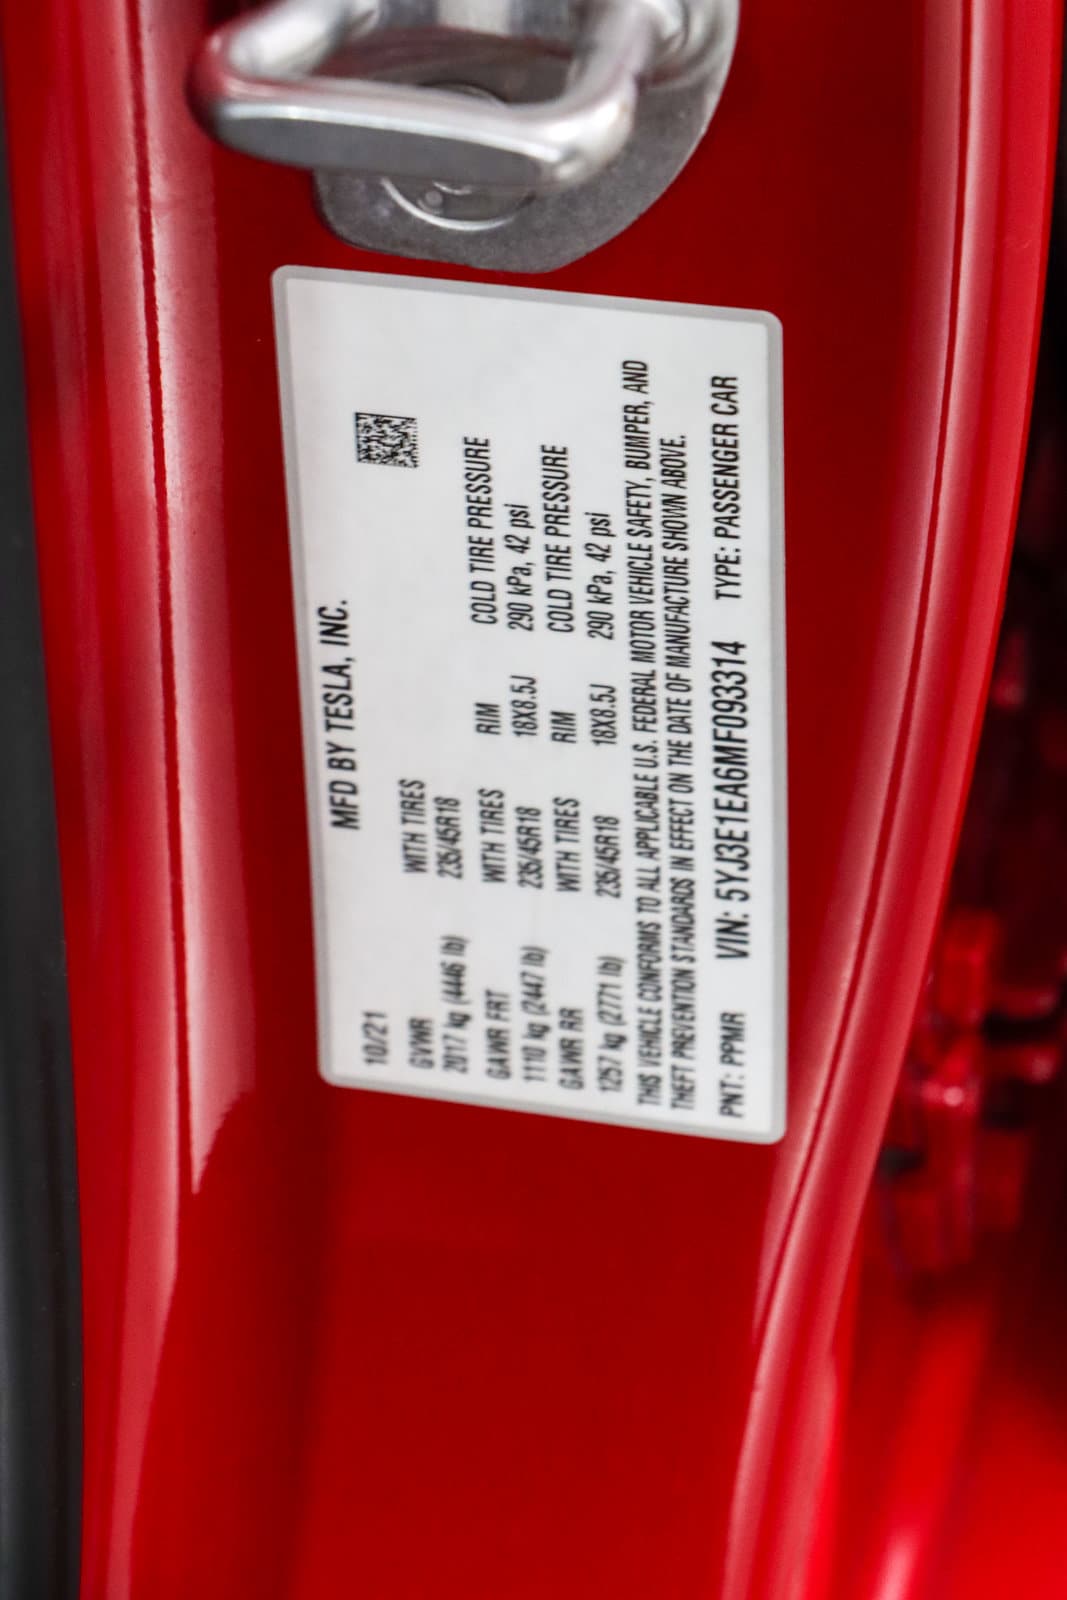 MFD BY TESLA, INC.
10/21
GVWR WITH TIRES
2017 kg (4446 lb) 235/45R18
GAWR FRT WITH TIRES RIM COLD TIRE PRESSURE
1110 kg (2447 lb) 235/45R18 18X8.5J 290 kPa, 42 psi
GAWR RR WITH TIRES RIM COLD TIRE PRESSURE
1257 kg (2771 lb) 235/45R18 18X8.5J 290 kPa, 42 psi
THIS VEHICLE CONFORMS TO ALL APPLICABLE U.S. FEDERAL MOTOR VEHICLE SAFETY, BUMPER, AND
THEFT PREVENTION STANDARDS IN EFFECT ON THE DATE OF MANUFACTURE SHOWN ABOVE.
PNT: PPMR VIN: 5YJ3E1EA6MF093314 TYPE: PASSENGER CAR